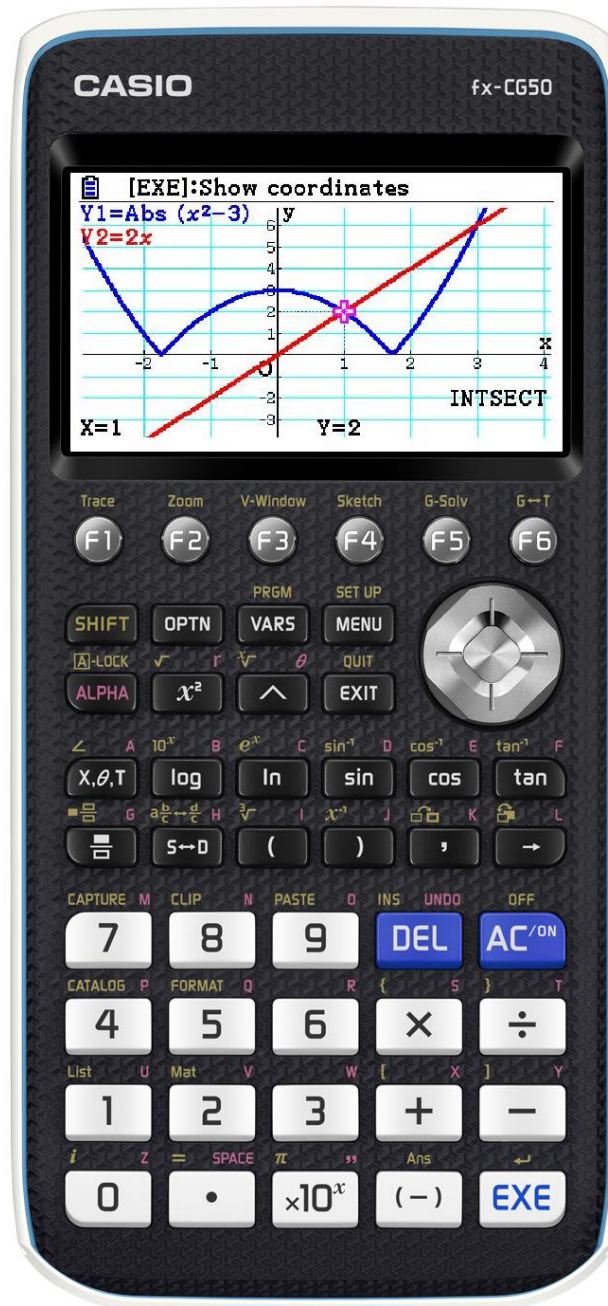 CASIO fx-CG50
[EXE]:Show coordinates
Y1=Abs (x²−3) y
Y2=2x
6
5
4
3
2
1
x
-2 -1 O 1 2 3 4
-2
INTSECT
-3
X=1 Y=2
Trace Zoom V-Window Sketch G-Solv G↔T
F1 F2 F3 F4 F5 F6
PRGM SET UP
SHIFT OPTN VARS MENU
A-LOCK √ r ˣ√ θ QUIT
ALPHA x² ^ EXIT
∠ A 10ˣ B eˣ C sin⁻¹ D cos⁻¹ E tan⁻¹ F
X,θ,T log ln sin cos tan
G a b/c↔d/c H ³√ I x⁻¹ J K L
S↔D ( ) , →
CAPTURE M CLIP N PASTE O INS UNDO OFF
7 8 9 DEL AC/ON
CATALOG P FORMAT Q R { S } T
4 5 6 × ÷
List U Mat V W [ X ] Y
1 2 3 + −
i Z = SPACE π " Ans ↵
0 • ×10ˣ (−) EXE